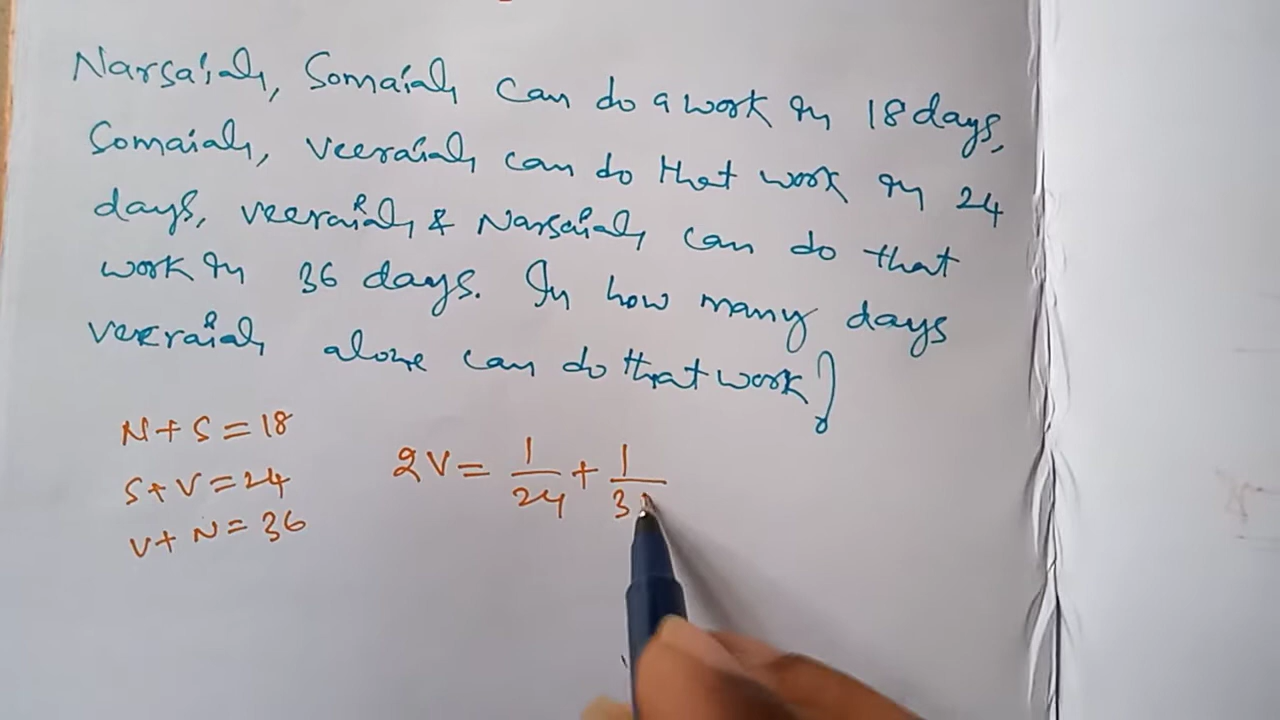 Narsaiah, Somaiah can do a work in 18 days,
Somaiah, veeraiah can do that work in 24
days, veeraiah & Narsaiah can do that
work in 36 days. In how many days
veeraiah alone can do that work?
N+S=18
S+V=24
V+N=36
2V = 1/24 + 1/3